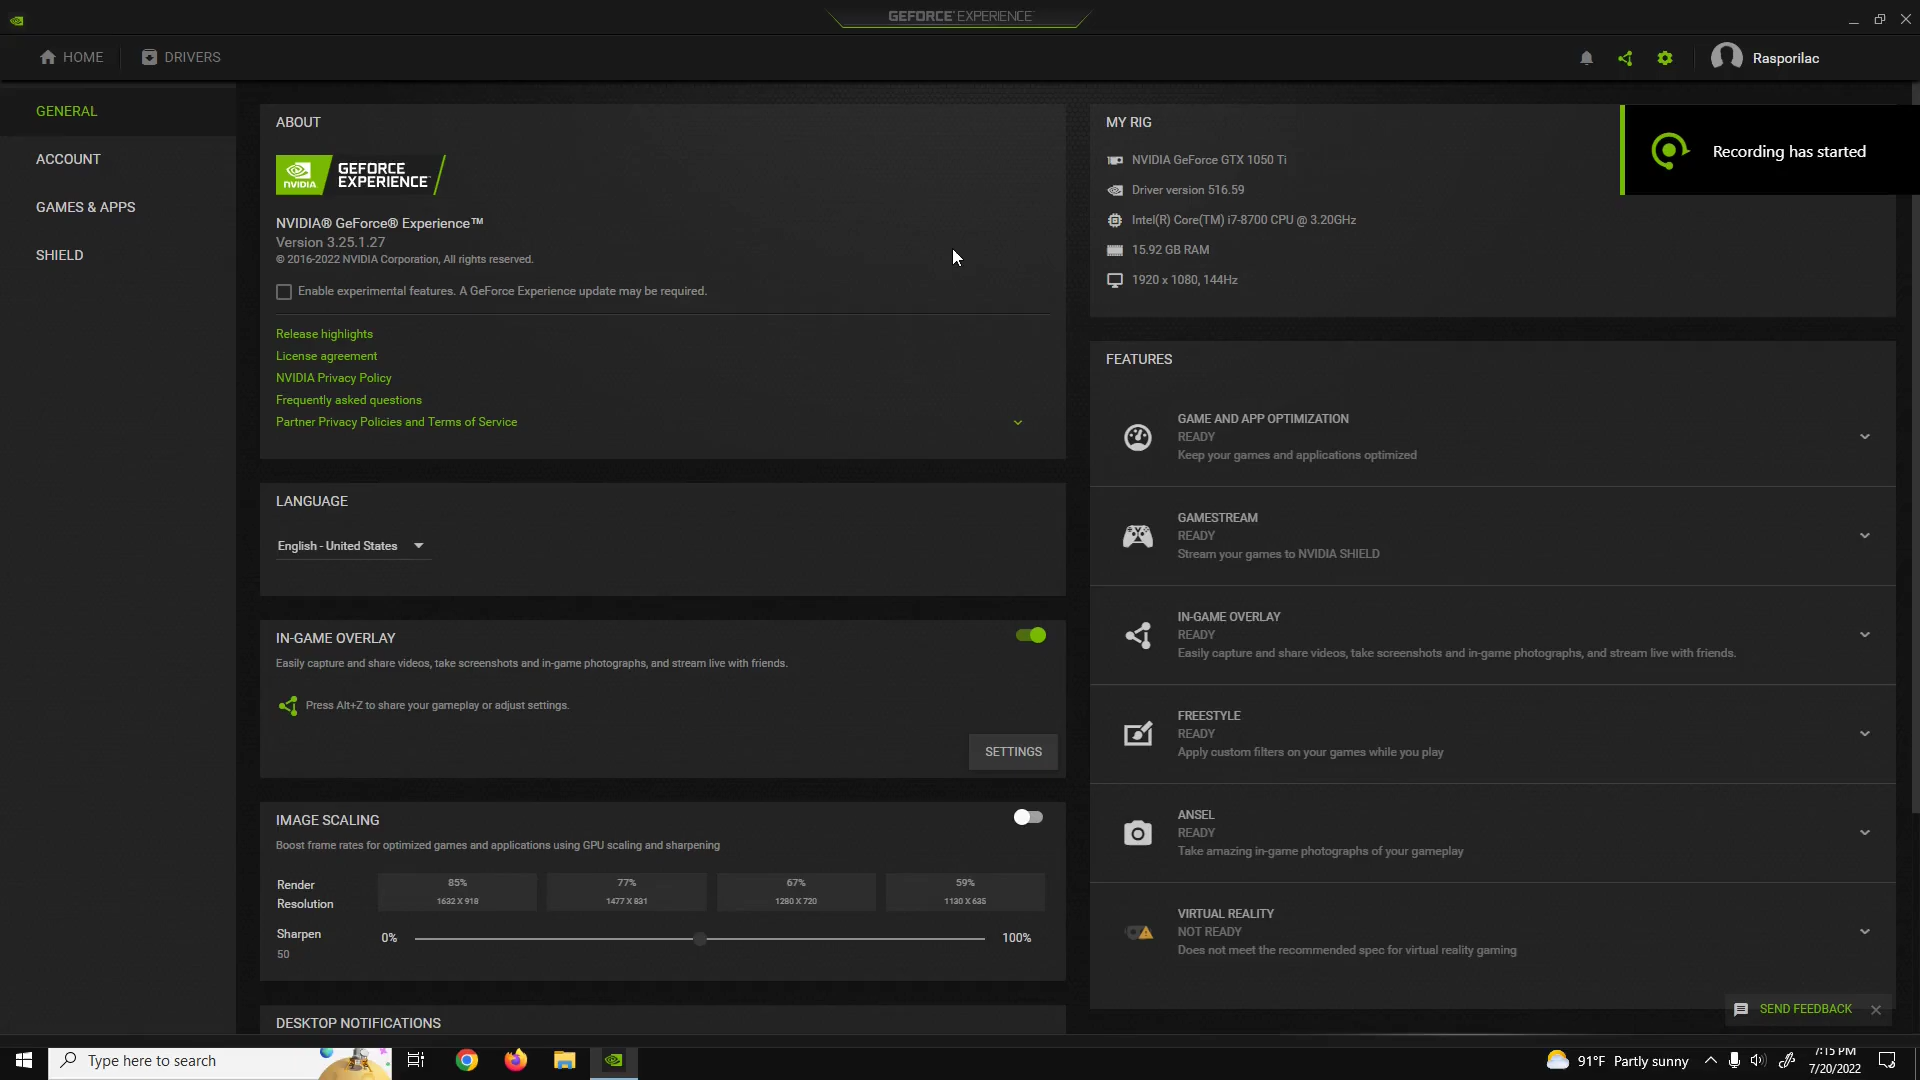 GEFORCE® EXPERIENCE™
HOME
DRIVERS
Rasporilac
GENERAL
ACCOUNT
GAMES & APPS
SHIELD
ABOUT
NVIDIA
GEFORCE
EXPERIENCE
NVIDIA® GeForce® Experience™
Version 3.25.1.27
© 2016-2022 NVIDIA Corporation, All rights reserved.
Enable experimental features. A GeForce Experience update may be required.
Release highlights
License agreement
NVIDIA Privacy Policy
Frequently asked questions
Partner Privacy Policies and Terms of Service
LANGUAGE
English - United States
IN-GAME OVERLAY
Easily capture and share videos, take screenshots and in-game photographs, and stream live with friends.
Press Alt+Z to share your gameplay or adjust settings.
SETTINGS
IMAGE SCALING
Boost frame rates for optimized games and applications using GPU scaling and sharpening
Render
Resolution
85%
1632 X 918
77%
1477 X 831
67%
1280 X 720
59%
1130 X 635
Sharpen
50
0%
100%
DESKTOP NOTIFICATIONS
MY RIG
NVIDIA GeForce GTX 1050 Ti
Driver version 516.59
Intel(R) Core(TM) i7-8700 CPU @ 3.20GHz
15.92 GB RAM
1920 x 1080, 144Hz
Recording has started
FEATURES
GAME AND APP OPTIMIZATION
READY
Keep your games and applications optimized
GAMESTREAM
READY
Stream your games to NVIDIA SHIELD
IN-GAME OVERLAY
READY
Easily capture and share videos, take screenshots and in-game photographs, and stream live with friends.
FREESTYLE
READY
Apply custom filters on your games while you play
ANSEL
READY
Take amazing in-game photographs of your gameplay
VIRTUAL REALITY
NOT READY
Does not meet the recommended spec for virtual reality gaming
SEND FEEDBACK
Type here to search
91°F Partly sunny
7:15 PM
7/20/2022